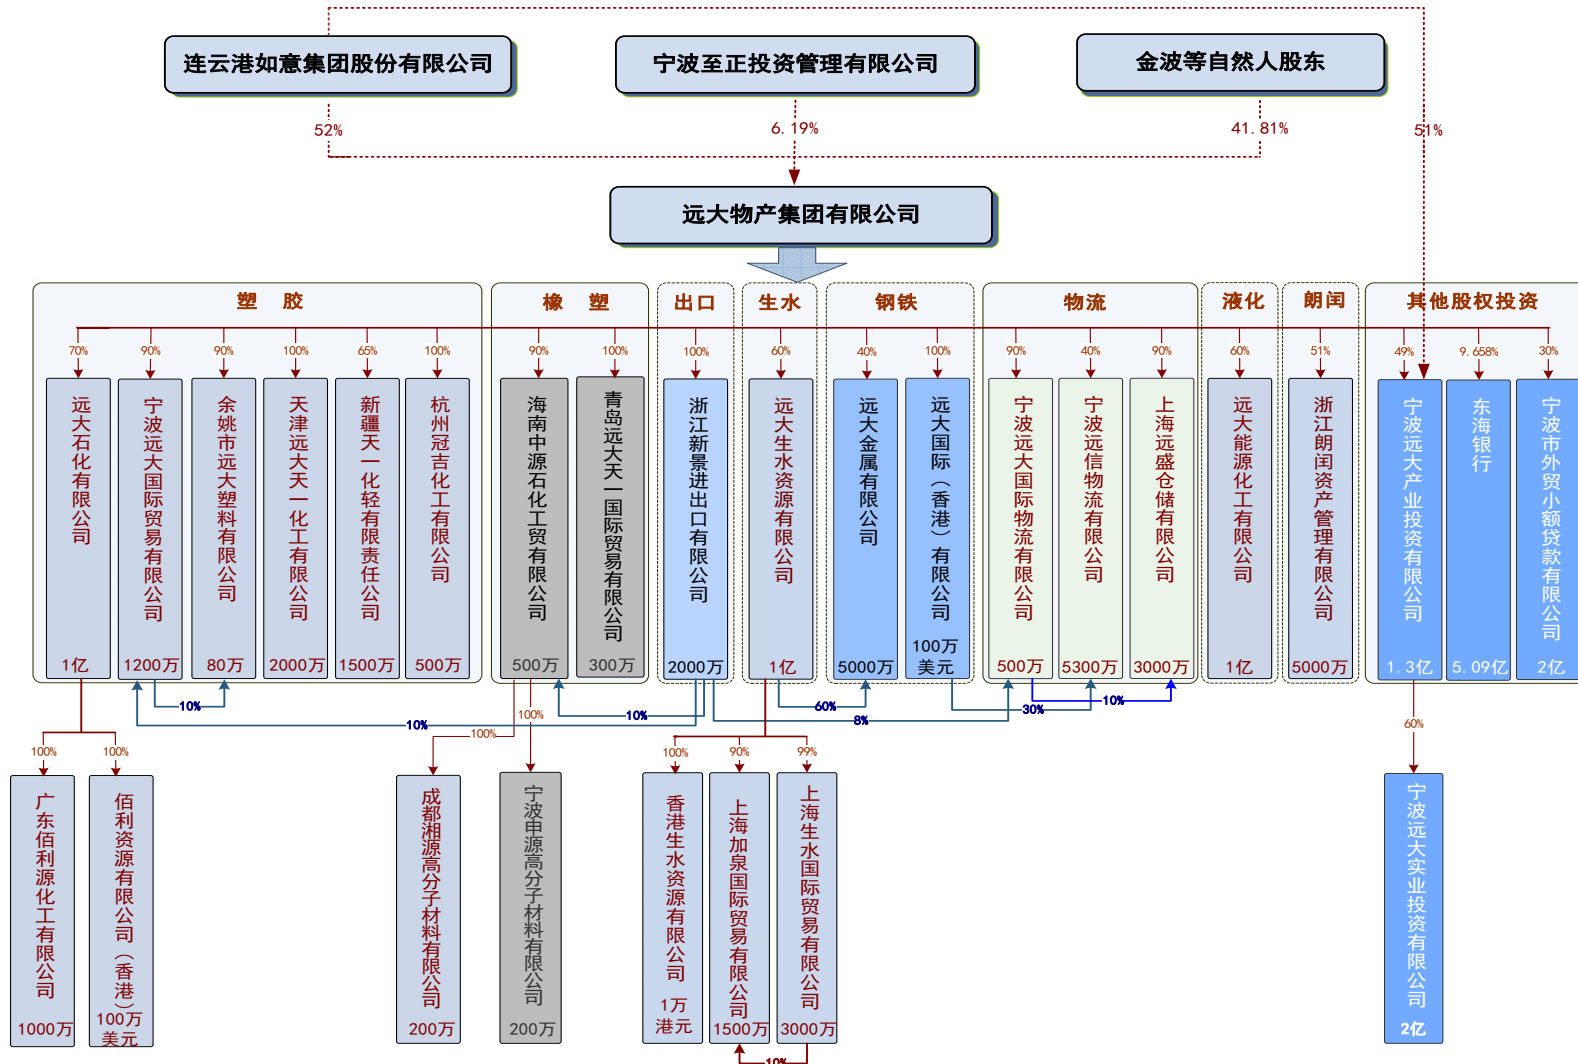 连云港如意集团股份有限公司
宁波至正投资管理有限公司
金波等自然人股东
52%
6.19%
41.81%
51%
远大物产集团有限公司
塑 胶
橡 塑
出口
生水
钢铁
物流
液化
朗闰
其他股权投资
70%
90%
90%
100%
65%
100%
90%
100%
100%
60%
40%
100%
90%
40%
90%
60%
51%
49%
9.658%
30%
远大石化有限公司
1亿
宁波远大国际贸易有限公司
1200万
余姚市远大塑料有限公司
80万
天津远大天一化工有限公司
2000万
新疆天一化轻有限责任公司
1500万
杭州冠吉化工有限公司
500万
海南中源石化工贸有限公司
500万
青岛远大天一国际贸易有限公司
300万
浙江新景进出口有限公司
2000万
远大生水资源有限公司
1亿
远大金属有限公司
5000万
远大国际（香港）有限公司
100万
美元
宁波远大国际物流有限公司
500万
宁波远信物流有限公司
5300万
上海远盛仓储有限公司
3000万
远大能源化工有限公司
1亿
浙江朗闰资产管理有限公司
5000万
宁波远大产业投资有限公司
1.3亿
东海银行
5.09亿
宁波市外贸小额贷款有限公司
2亿
10%
10%
10%
60%
8%
30%
10%
100%
100%
100%
100%
100%
90%
99%
60%
广东佰利源化工有限公司
1000万
佰利资源有限公司（香港）
100万
美元
成都湘源高分子材料有限公司
200万
宁波申源高分子材料有限公司
200万
香港生水资源有限公司
1万
港元
上海加泉国际贸易有限公司
1500万
上海生水国际贸易有限公司
3000万
10%
宁波远大实业投资有限公司
2亿